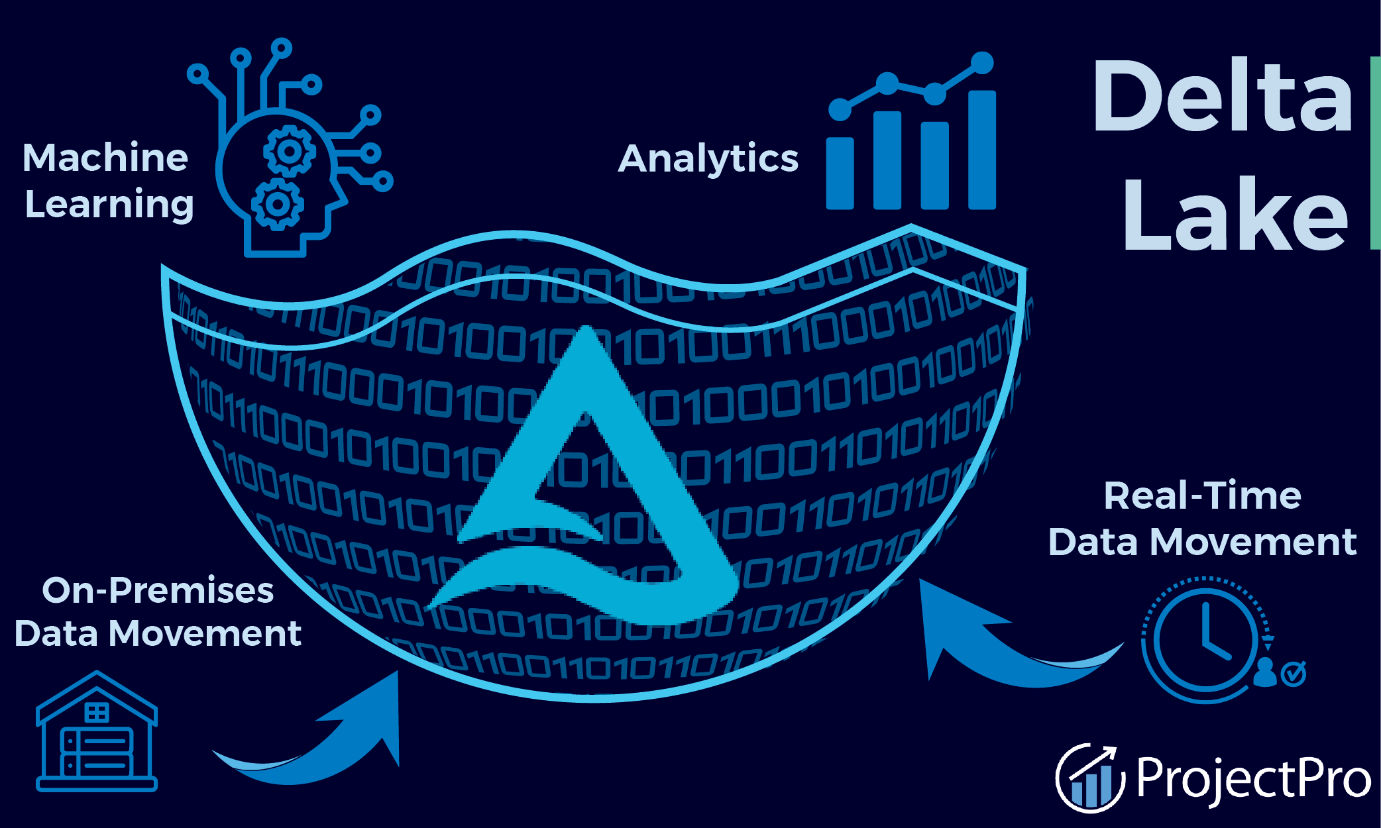 Delta
Lake
Machine
Learning
Analytics
Real-Time
Data Movement
On-Premises
Data Movement
ProjectPro